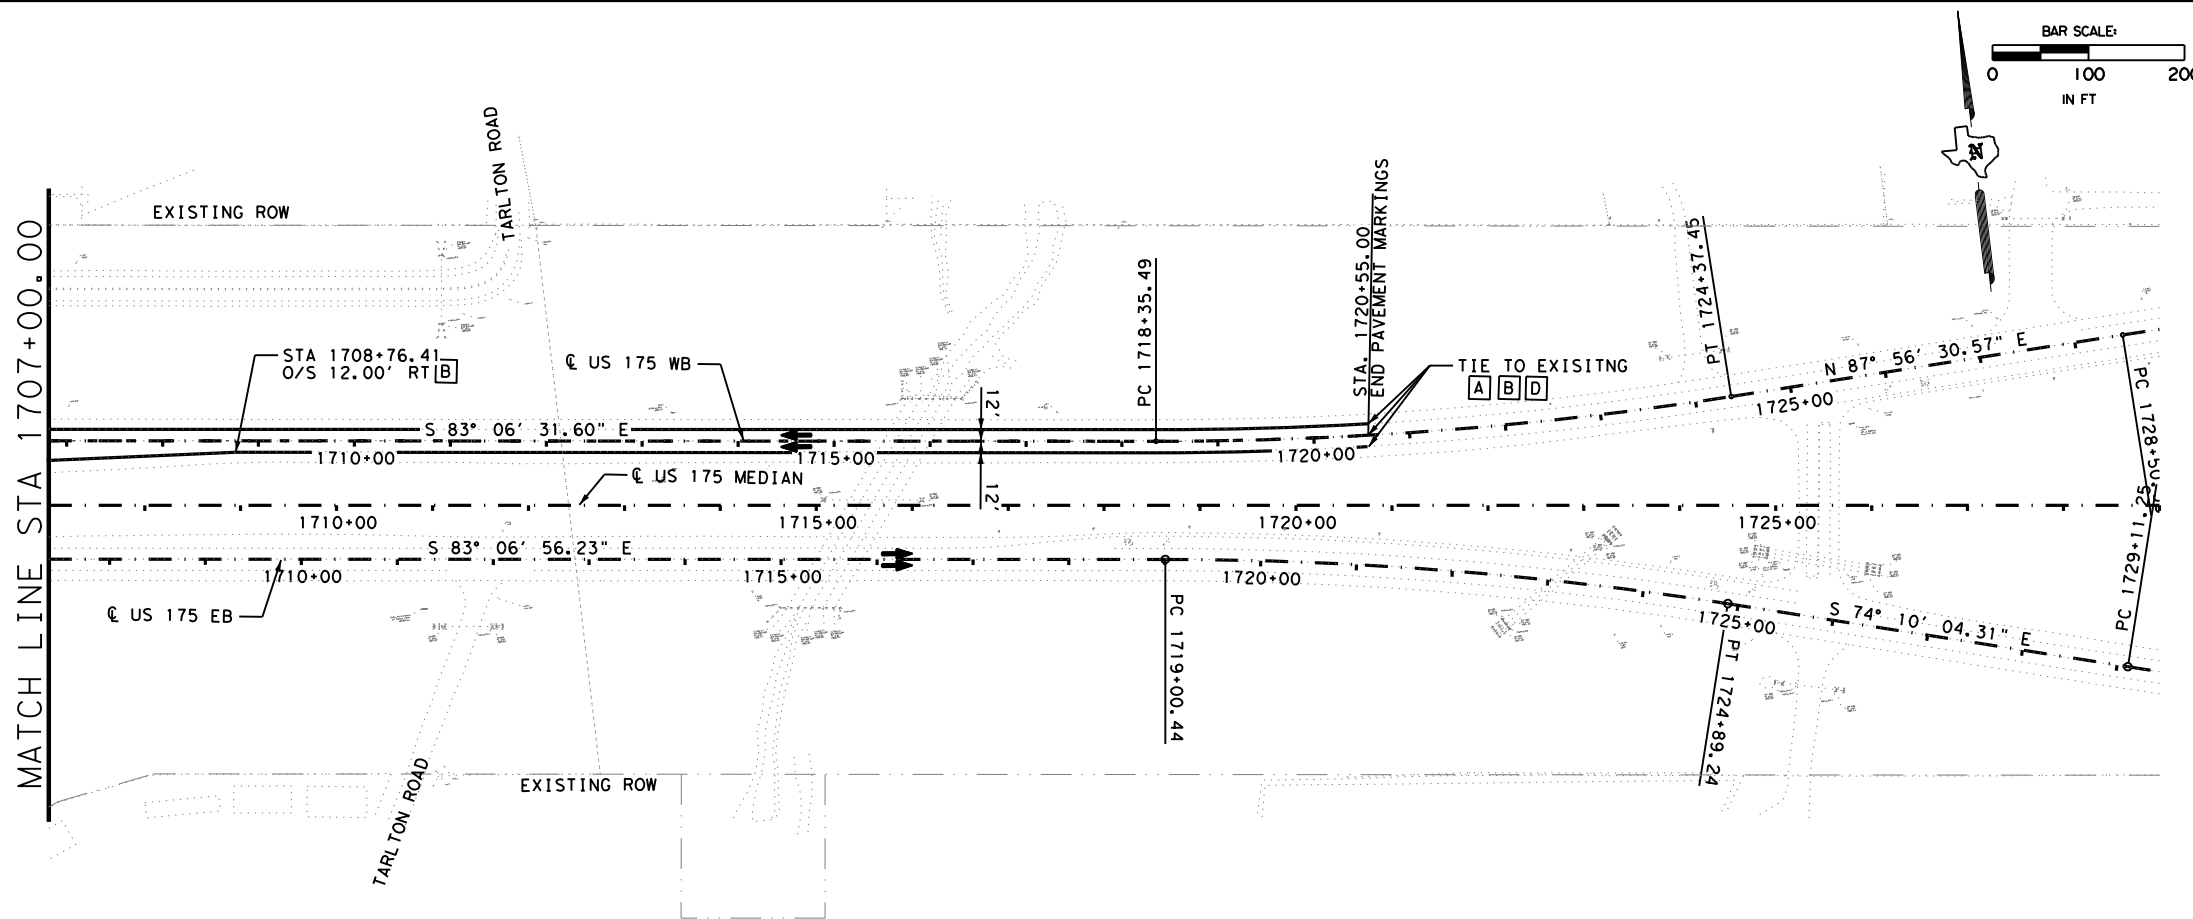 BAR SCALE:
0 100 200
IN FT
N
MATCH LINE STA 1707+00.00
EXISTING ROW
TARLTON ROAD
STA 1708+76.41
O/S 12.00' RT B
℄ US 175 WB
PC 1718+35.49
STA. 1720+55.00
END PAVEMENT MARKINGS
TIE TO EXISITNG
A B D
PT 1724+37.45
N 87° 56' 30.57" E
1725+00
S 83° 06' 31.60" E
12'
1710+00
1715+00
1720+00
12'
℄ US 175 MEDIAN
1710+00
1715+00
1720+00
1725+00
S 83° 06' 56.23" E
1710+00
1715+00
1720+00
1725+00
℄ US 175 EB
PC 1719+00.44
PT 1724+89.24
S 74° 10' 04.31" E
PC 1729+11.25
TARLTON ROAD
EXISTING ROW